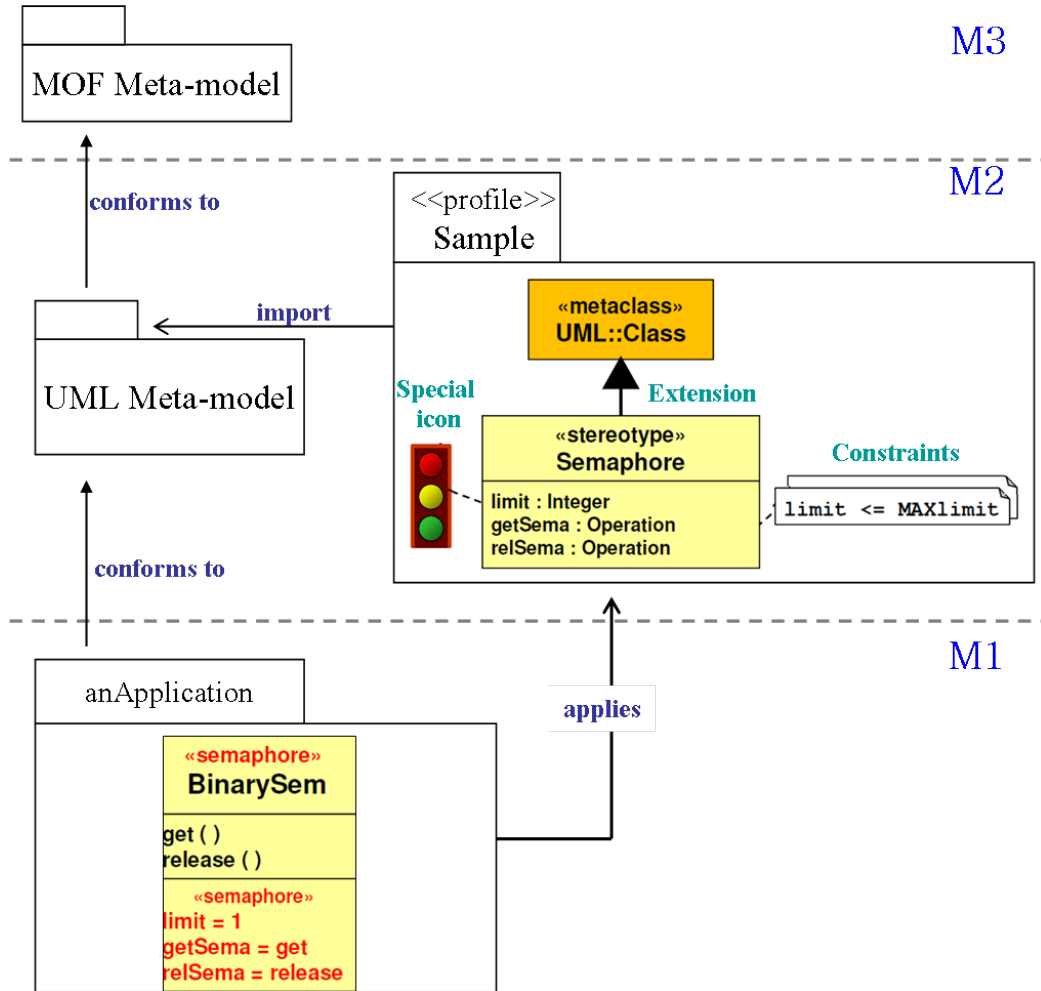 M3
MOF Meta-model
conforms to
M2
<<profile>>
Sample
«metaclass»
UML::Class
import
UML Meta-model
Special
icon
Extension
«stereotype»
Semaphore
limit : Integer
getSema : Operation
relSema : Operation
Constraints
limit <= MAXlimit
conforms to
M1
anApplication
applies
«semaphore»
BinarySem
get ( )
release ( )
«semaphore»
limit = 1
getSema = get
relSema = release